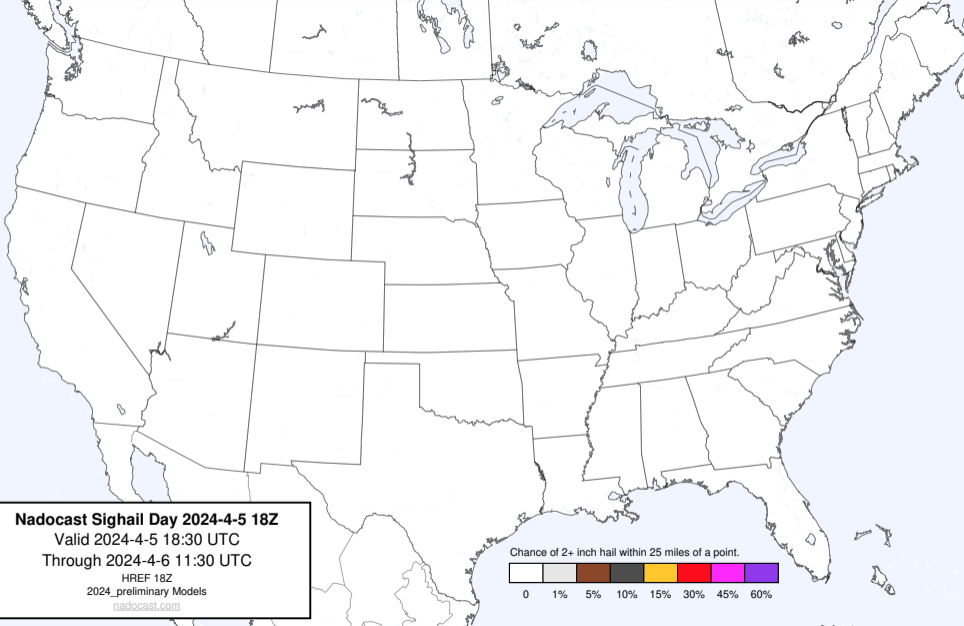 Nadocast Sighail Day 2024-4-5 18Z
Valid 2024-4-5 18:30 UTC
Through 2024-4-6 11:30 UTC
HREF 18Z
2024_preliminary Models
nadocast.com
Chance of 2+ inch hail within 25 miles of a point.
0 1% 5% 10% 15% 30% 45% 60%